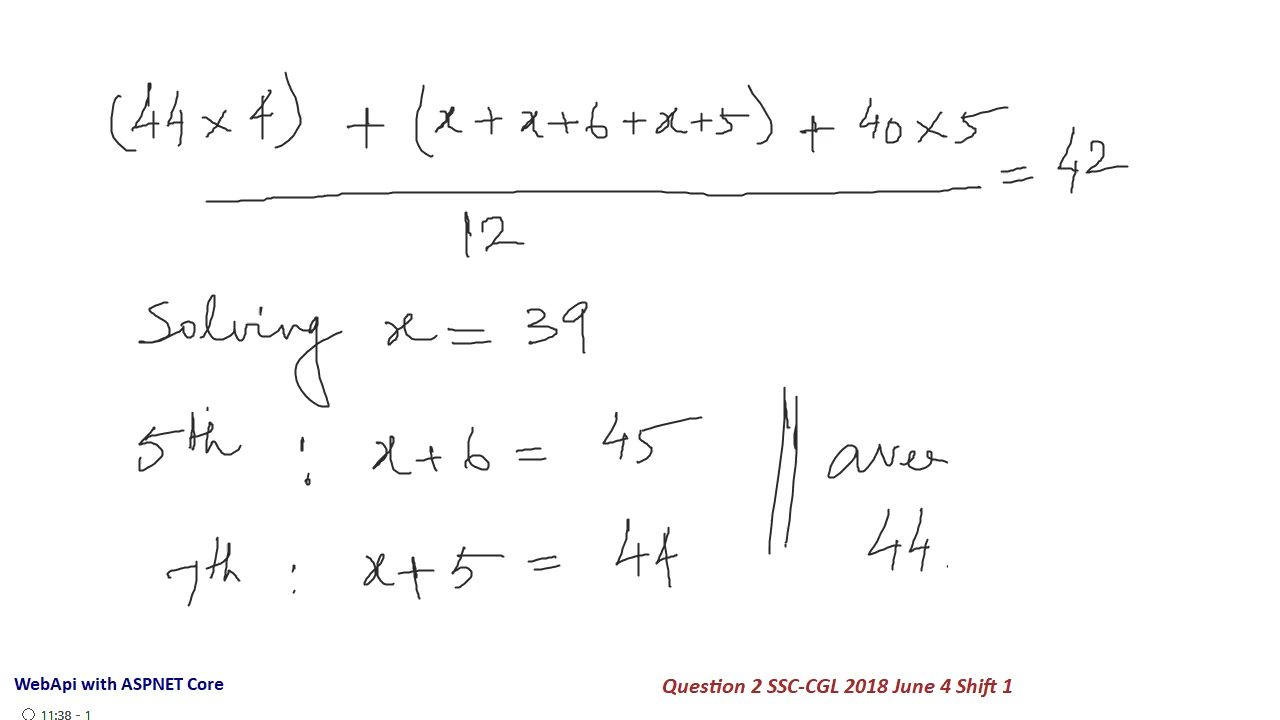 (44 × 4) + (x + x + 6 + x + 5) + 40 × 5
= 42
12
Solving x = 39
5th : x + 6 = 45
7th : x + 5 = 44
aver
44.
WebApi with ASPNET Core
Question 2 SSC-CGL 2018 June 4 Shift 1
11:38 - 1